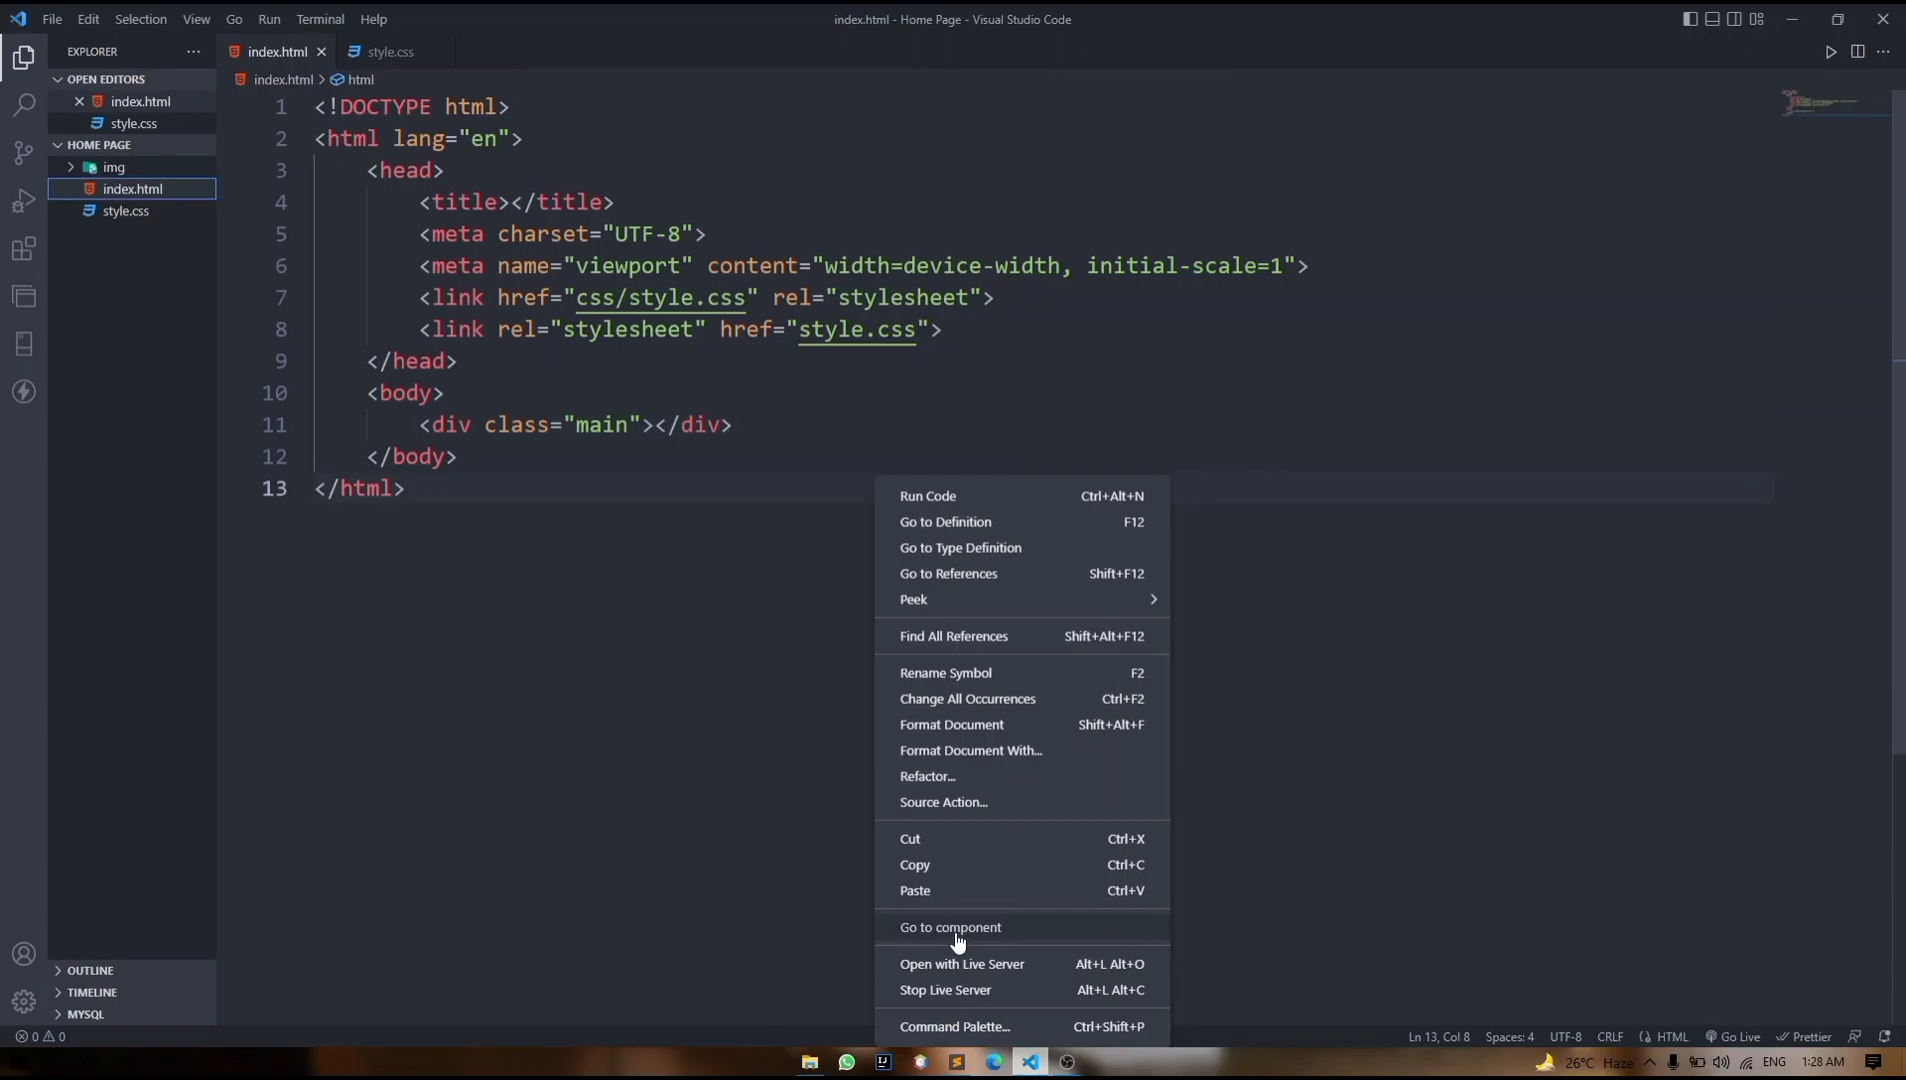 File Edit Selection View Go Run Terminal Help
index.html - Home Page - Visual Studio Code
EXPLORER
OPEN EDITORS
index.html
style.css
HOME PAGE
img
index.html
style.css
OUTLINE
TIMELINE
MYSQL
index.html style.css
index.html > html
1 <!DOCTYPE html>
2 <html lang="en">
3 <head>
4 <title></title>
5 <meta charset="UTF-8">
6 <meta name="viewport" content="width=device-width, initial-scale=1">
7 <link href="css/style.css" rel="stylesheet">
8 <link rel="stylesheet" href="style.css">
9 </head>
10 <body>
11 <div class="main"></div>
12 </body>
13 </html>
Run Code Ctrl+Alt+N
Go to Definition F12
Go to Type Definition
Go to References Shift+F12
Peek
Find All References Shift+Alt+F12
Rename Symbol F2
Change All Occurrences Ctrl+F2
Format Document Shift+Alt+F
Format Document With...
Refactor...
Source Action...
Cut Ctrl+X
Copy Ctrl+C
Paste Ctrl+V
Go to component
Open with Live Server Alt+L Alt+O
Stop Live Server Alt+L Alt+C
Command Palette... Ctrl+Shift+P
0 0 Ln 13, Col 8 Spaces: 4 UTF-8 CRLF HTML Go Live Prettier
26°C Haze ENG 1:28 AM